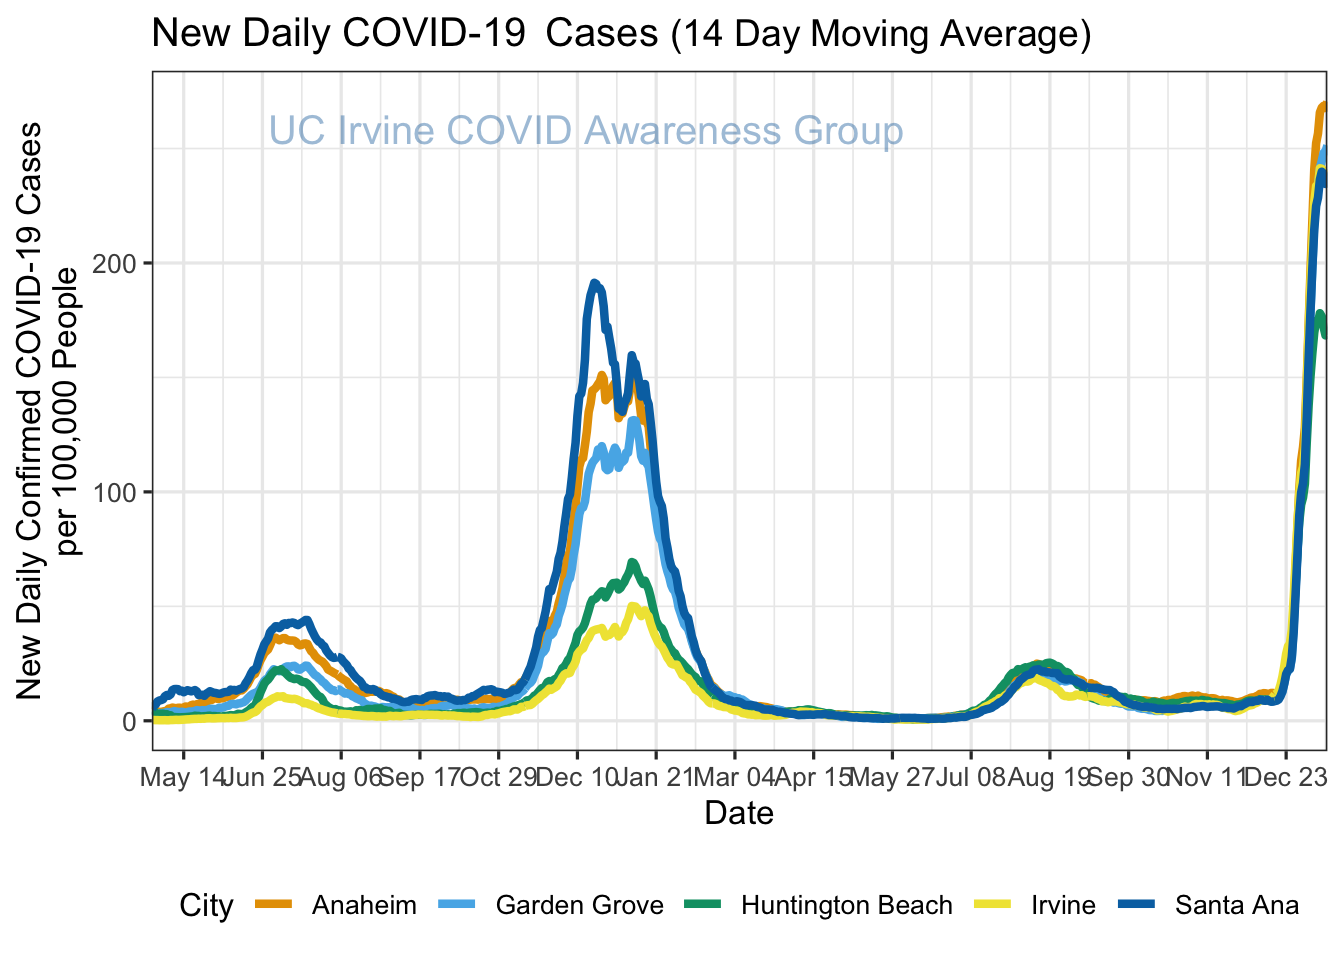 New Daily COVID-19  Cases (14 Day Moving Average)
UC Irvine COVID Awareness Group
New Daily Confirmed COVID-19 Cases
per 100,000 People
200
100
0
May 14 Jun 25 Aug 06 Sep 17 Oct 29 Dec 10 Jan 21 Mar 04 Apr 15 May 27 Jul 08 Aug 19 Sep 30 Nov 11 Dec 23
Date
City Anaheim Garden Grove Huntington Beach Irvine Santa Ana